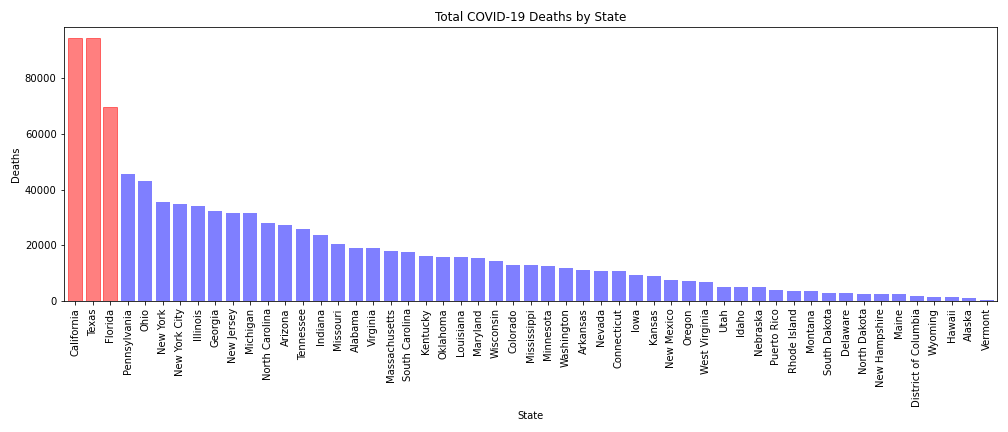 Total COVID-19 Deaths by State
Deaths
80000
60000
40000
20000
0
California
Texas
Florida
Pennsylvania
Ohio
New York
New York City
Illinois
Georgia
New Jersey
Michigan
North Carolina
Arizona
Tennessee
Indiana
Missouri
Alabama
Virginia
Massachusetts
South Carolina
Kentucky
Oklahoma
Louisiana
Maryland
Wisconsin
Colorado
Mississippi
Minnesota
Washington
Arkansas
Nevada
Connecticut
Iowa
Kansas
New Mexico
Oregon
West Virginia
Utah
Idaho
Nebraska
Puerto Rico
Rhode Island
Montana
South Dakota
Delaware
North Dakota
New Hampshire
Maine
District of Columbia
Wyoming
Hawaii
Alaska
Vermont
State